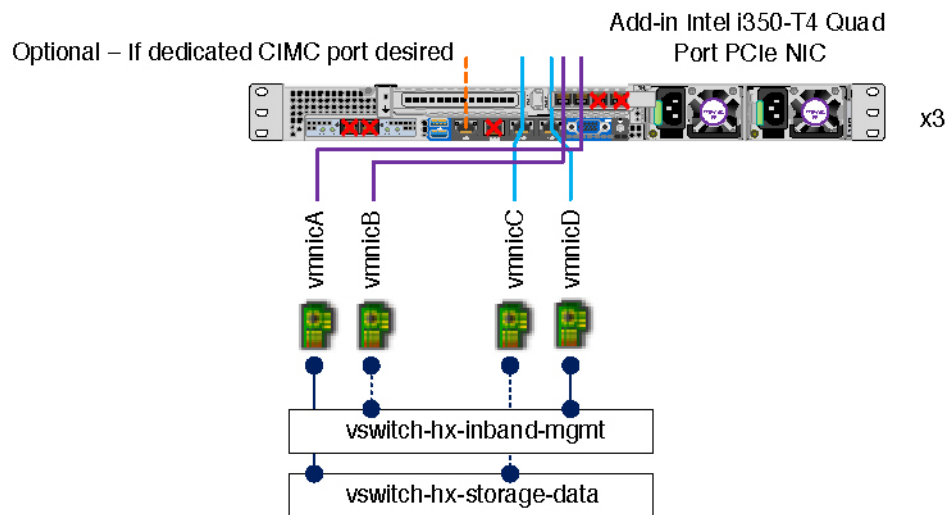 Add-in Intel i350-T4 Quad
Port PCIe NIC
Optional – If dedicated CIMC port desired
x3
vmnicA
vmnicB
vmnicC
vmnicD
vswitch-hx-inband-mgmt
vswitch-hx-storage-data